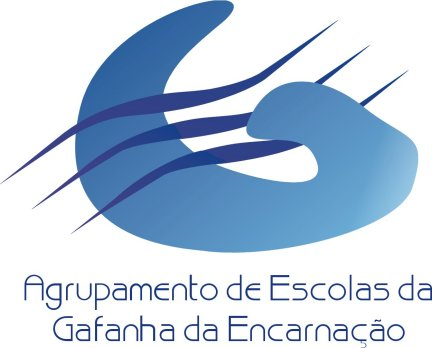 Agrupamento de Escolas da
Gafanha da Encarnação